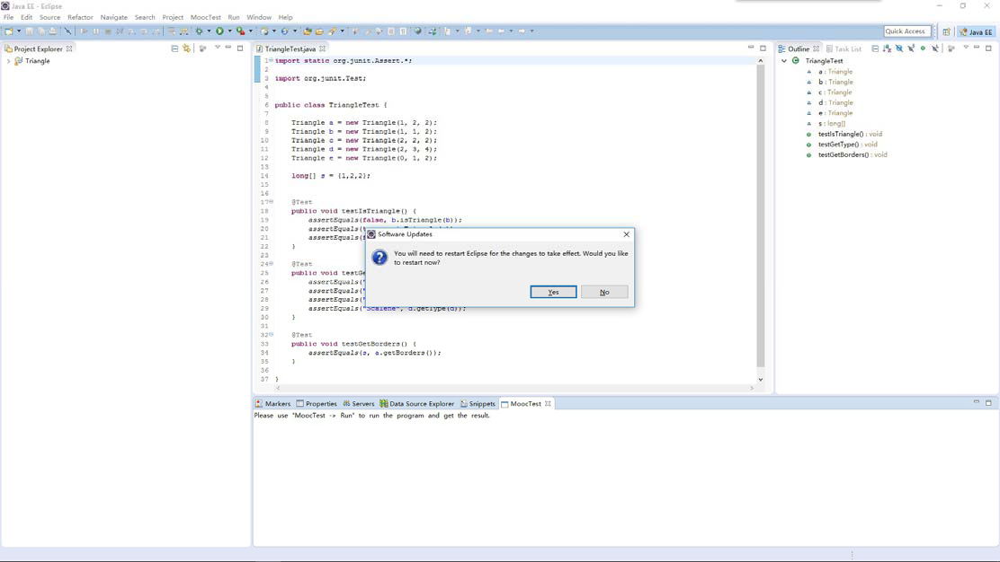 Java EE - Eclipse
File Edit Source Refactor Navigate Search Project MoocTest Run Window Help
Quick Access
Java EE
Project Explorer
Triangle
TriangleTest.java
1 import static org.junit.Assert.*;
2
3 import org.junit.Test;
4
5
6 public class TriangleTest {
7
8 Triangle a = new Triangle(1, 2, 2);
9 Triangle b = new Triangle(1, 1, 2);
10 Triangle c = new Triangle(2, 2, 2);
11 Triangle d = new Triangle(2, 3, 4);
12 Triangle e = new Triangle(0, 1, 2);
13
14 long[] s = {1,2,2};
15
16
17 @Test
18 public void testIsTriangle() {
19 assertEquals(false, b.isTriangle(b));
20 assertEquals(
21 assertEquals(
22 }
23
24 @Test
25 public void testGe
26 assertEquals("
27 assertEquals("
28 assertEquals("
29 assertEquals("Scalene", d.getType(d));
30 }
31
32 @Test
33 public void testGetBorders() {
34 assertEquals(s, a.getBorders());
35 }
36
37 }
Software Updates
You will need to restart Eclipse for the changes to take effect. Would you like
to restart now?
Yes
No
Outline
Task List
TriangleTest
a : Triangle
b : Triangle
c : Triangle
d : Triangle
e : Triangle
s : long[]
testIsTriangle() : void
testGetType() : void
testGetBorders() : void
Markers Properties Servers Data Source Explorer Snippets MoocTest
Please use "MoocTest -> Run" to run the program and get the result.